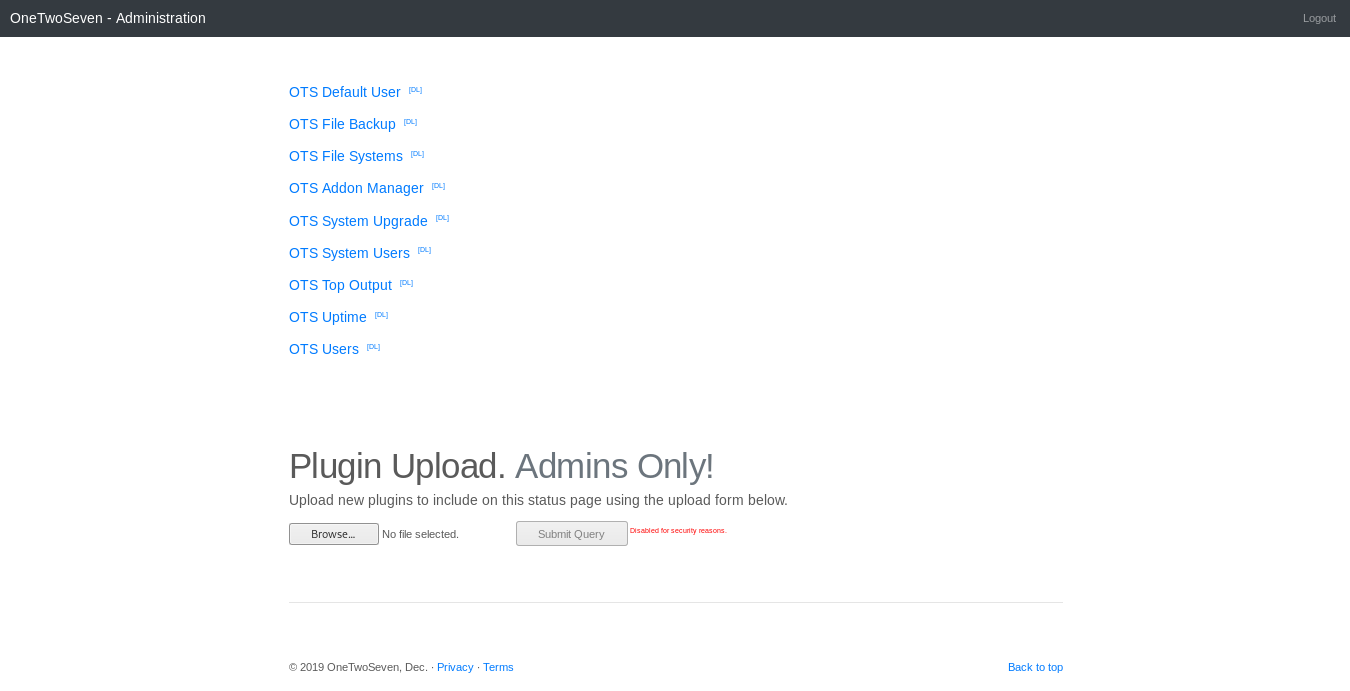 OneTwoSeven - Administration Logout
OTS Default User [DL]
OTS File Backup [DL]
OTS File Systems [DL]
OTS Addon Manager [DL]
OTS System Upgrade [DL]
OTS System Users [DL]
OTS Top Output [DL]
OTS Uptime [DL]
OTS Users [DL]
Plugin Upload. Admins Only!
Upload new plugins to include on this status page using the upload form below.
Browse... No file selected. Submit Query Disabled for security reasons.
© 2019 OneTwoSeven, Dec. · Privacy · Terms Back to top